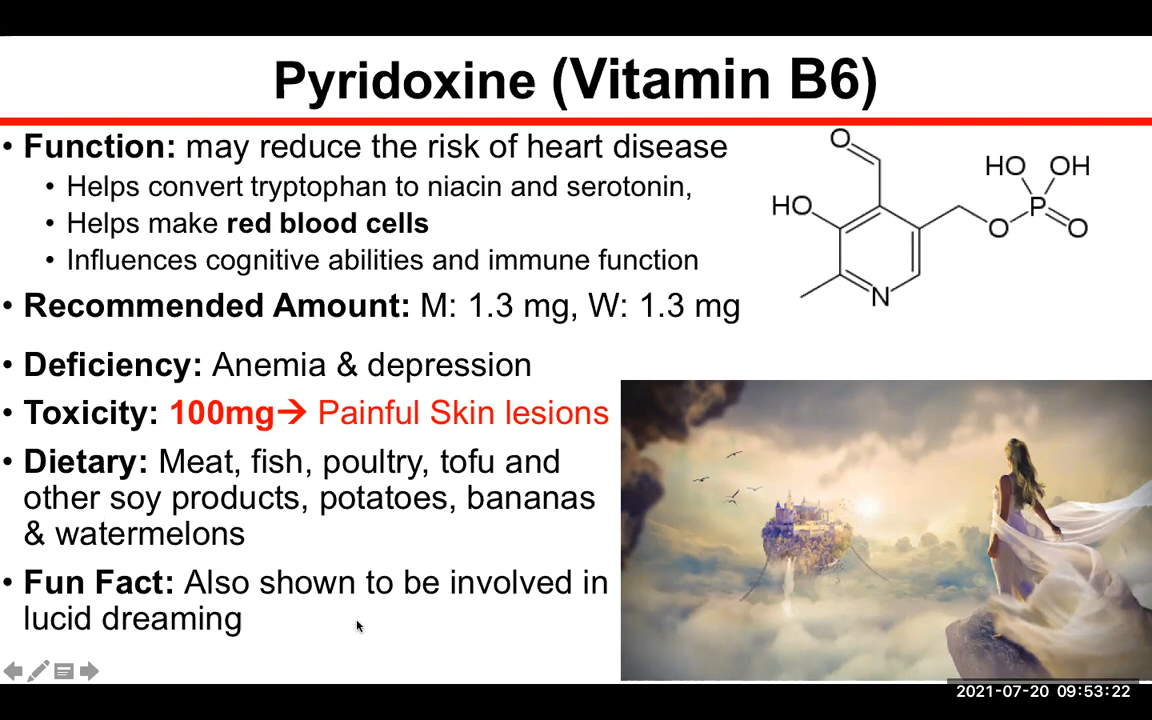 Pyridoxine (Vitamin B6)
• Function: may reduce the risk of heart disease
• Helps convert tryptophan to niacin and serotonin,
• Helps make red blood cells
• Influences cognitive abilities and immune function
• Recommended Amount: M: 1.3 mg, W: 1.3 mg
• Deficiency: Anemia & depression
• Toxicity: 100mg→ Painful Skin lesions
• Dietary: Meat, fish, poultry, tofu and
other soy products, potatoes, bananas
& watermelons
• Fun Fact: Also shown to be involved in
lucid dreaming
O
HO OH
HO
P
O O
N
2021-07-20 09:53:22